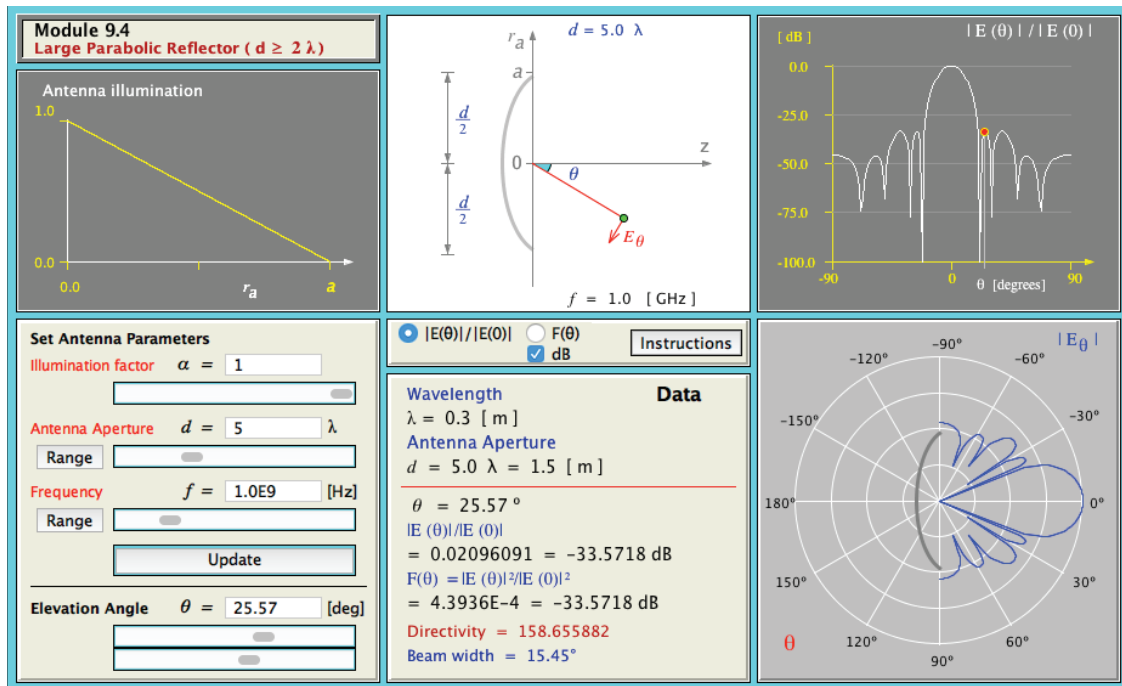 Module 9.4
Large Parabolic Reflector ( d ≥ 2 λ )
Antenna illumination
1.0
0.0
0.0
r_a
a
d = 5.0 λ
r_a
a
d/2
0
z
θ
d/2
E_θ
f = 1.0 [ GHz ]
[ dB ]
| E (θ) | / | E (0) |
0.0
-25.0
-50.0
-75.0
-100.0
-90
0
90
θ [degrees]
Set Antenna Parameters
Illumination factor α = 1
Antenna Aperture d = 5 λ
Range
Frequency f = 1.0E9 [Hz]
Range
Update
Elevation Angle θ = 25.57 [deg]
|E(θ)|/|E(0)|
F(θ)
dB
Instructions
Data
Wavelength
λ = 0.3 [ m ]
Antenna Aperture
d = 5.0 λ = 1.5 [ m ]
θ = 25.57 º
|E (θ)|/|E (0)|
= 0.02096091 = -33.5718 dB
F(θ) =|E (θ)|²/|E (0)|²
= 4.3936E-4 = -33.5718 dB
Directivity = 158.655882
Beam width = 15.45°
| E_θ |
-90°
-120°
-60°
-150°
-30°
180°
0°
150°
30°
120°
60°
90°
θ